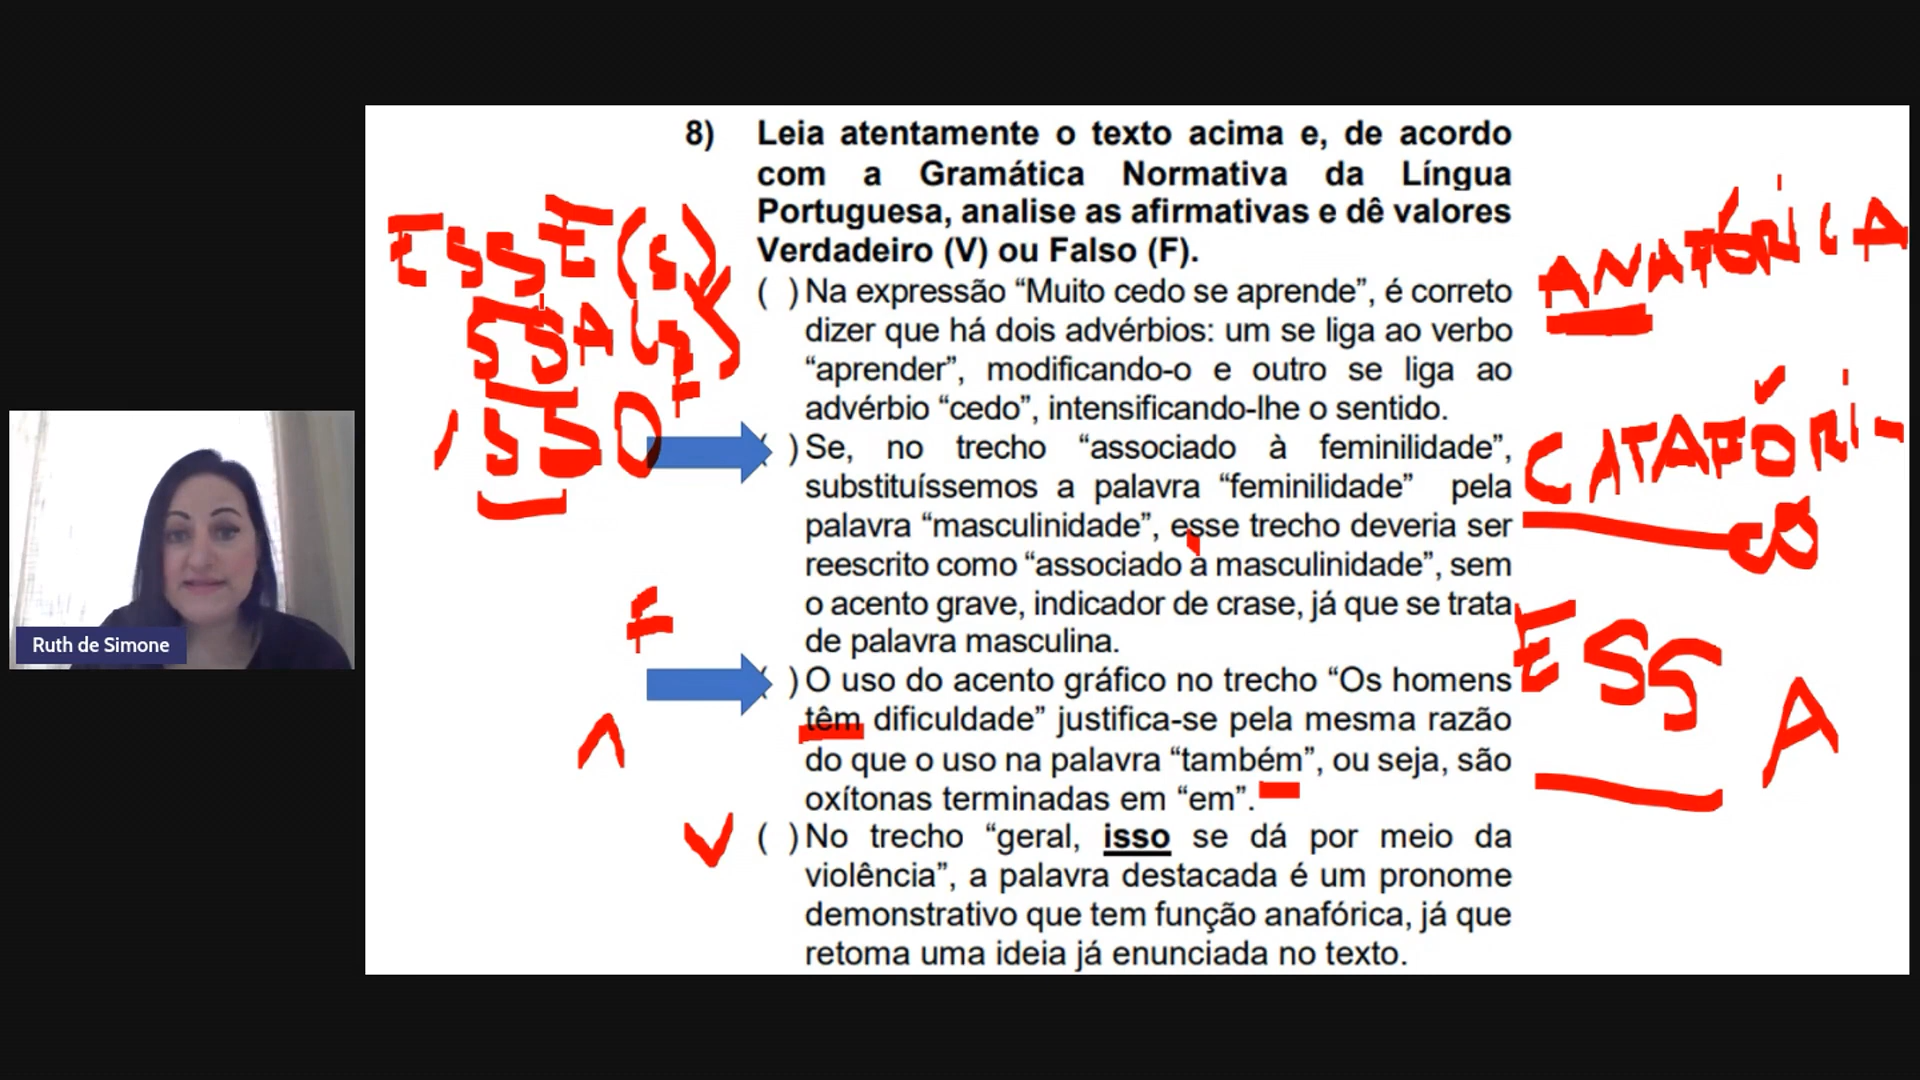 8) Leia atentamente o texto acima e, de acordo
com a Gramática Normativa da Língua
Portuguesa, analise as afirmativas e dê valores
Verdadeiro (V) ou Falso (F).
( ) Na expressão “Muito cedo se aprende”, é correto
dizer que há dois advérbios: um se liga ao verbo
“aprender”, modificando-o e outro se liga ao
advérbio “cedo”, intensificando-lhe o sentido.
( ) Se, no trecho “associado à feminilidade”,
substituíssemos a palavra “feminilidade” pela
palavra “masculinidade”, esse trecho deveria ser
reescrito como “associado a masculinidade”, sem
o acento grave, indicador de crase, já que se trata
de palavra masculina.
( ) O uso do acento gráfico no trecho “Os homens
têm dificuldade” justifica-se pela mesma razão
do que o uso na palavra “também”, ou seja, são
oxítonas terminadas em “em”.
( ) No trecho “geral, isso se dá por meio da
violência”, a palavra destacada é um pronome
demonstrativo que tem função anafórica, já que
retoma uma ideia já enunciada no texto.
ESSE(S)
ISSO
F
F
^
V
ANAFÓRICA
CATAFÓRI-
ESSA
Ruth de Simone